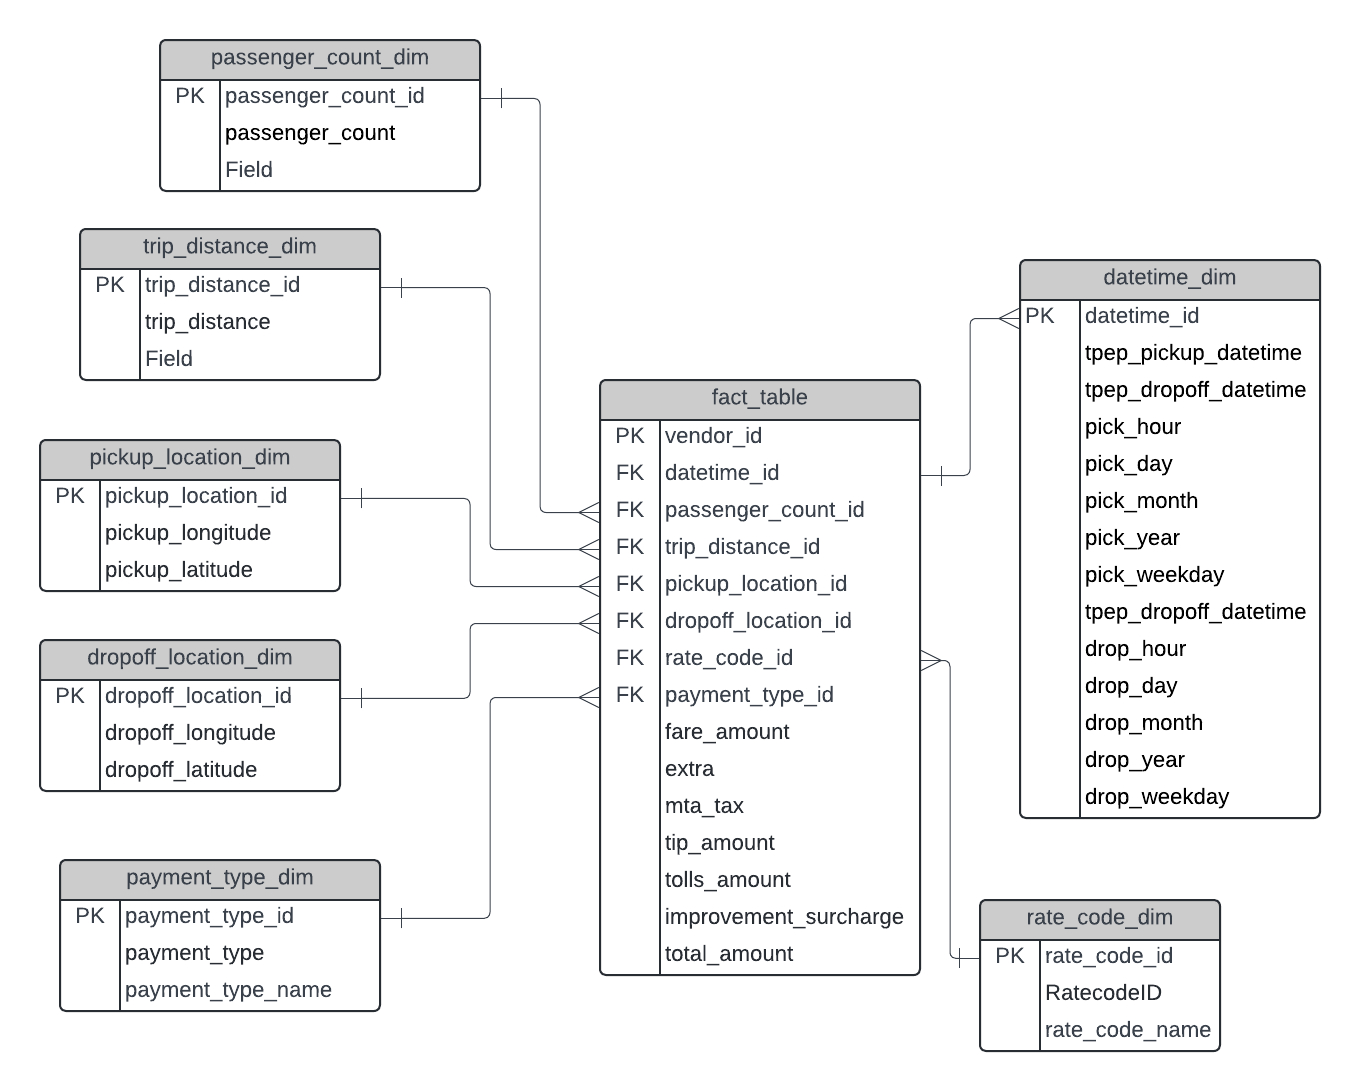 passenger_count_dim
PK passenger_count_id
passenger_count
Field
trip_distance_dim
PK trip_distance_id
trip_distance
Field
pickup_location_dim
PK pickup_location_id
pickup_longitude
pickup_latitude
dropoff_location_dim
PK dropoff_location_id
dropoff_longitude
dropoff_latitude
payment_type_dim
PK payment_type_id
payment_type
payment_type_name
fact_table
PK vendor_id
FK datetime_id
FK passenger_count_id
FK trip_distance_id
FK pickup_location_id
FK dropoff_location_id
FK rate_code_id
FK payment_type_id
fare_amount
extra
mta_tax
tip_amount
tolls_amount
improvement_surcharge
total_amount
datetime_dim
PK datetime_id
tpep_pickup_datetime
tpep_dropoff_datetime
pick_hour
pick_day
pick_month
pick_year
pick_weekday
tpep_dropoff_datetime
drop_hour
drop_day
drop_month
drop_year
drop_weekday
rate_code_dim
PK rate_code_id
RatecodeID
rate_code_name